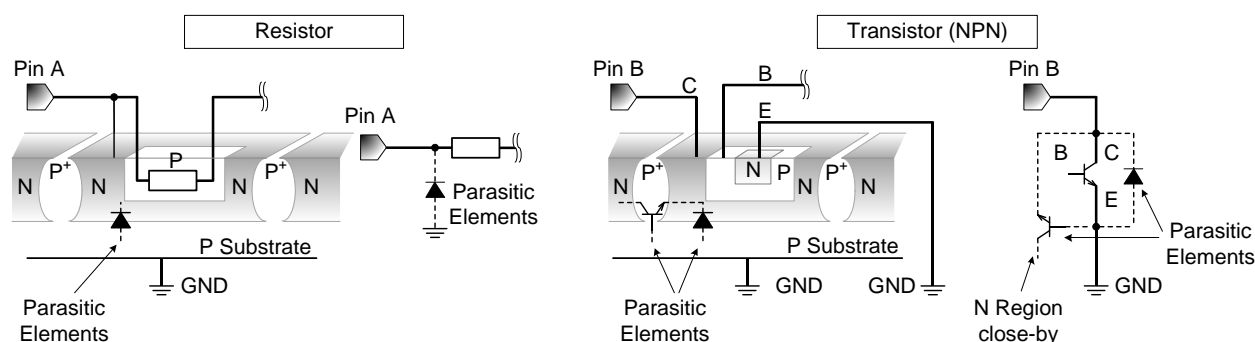 Resistor
Transistor (NPN)
Pin A
Pin A
Pin B
C
B
E
Pin B
N
P+
N
P
N
P+
N
Parasitic
Elements
P Substrate
GND
Parasitic
Elements
N
P+
N
P
P+
N
N
P Substrate
GND
GND
Parasitic
Elements
B
C
E
Parasitic
Elements
GND
N Region
close-by